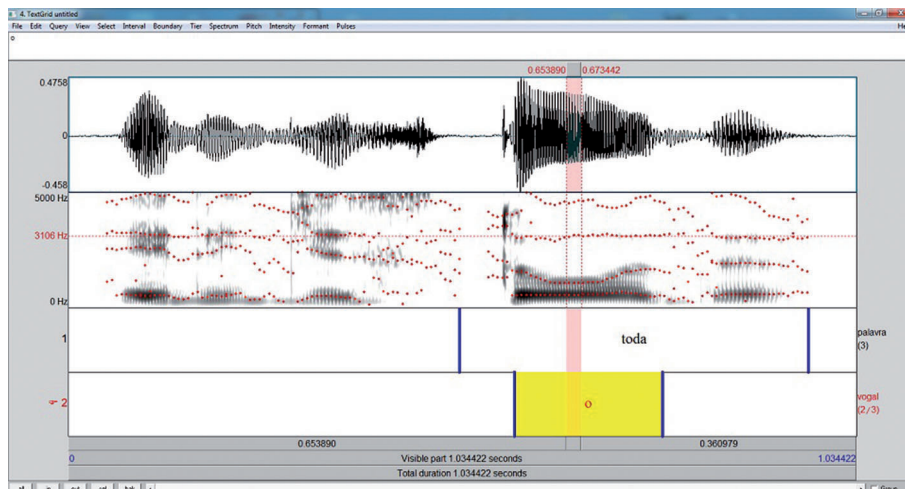 4. TextGrid untitled
File Edit Query View Select Interval Boundary Tier Spectrum Pitch Intensity Formant Pulses He
o
0.653890 0.673442
0.4758
0
-0.458
5000 Hz
3106 Hz
0 Hz
1 toda palavra
(3)
2 o vogal
(2/3)
0.653890 0.360979
0 Visible part 1.034422 seconds 1.034422
Total duration 1.034422 seconds